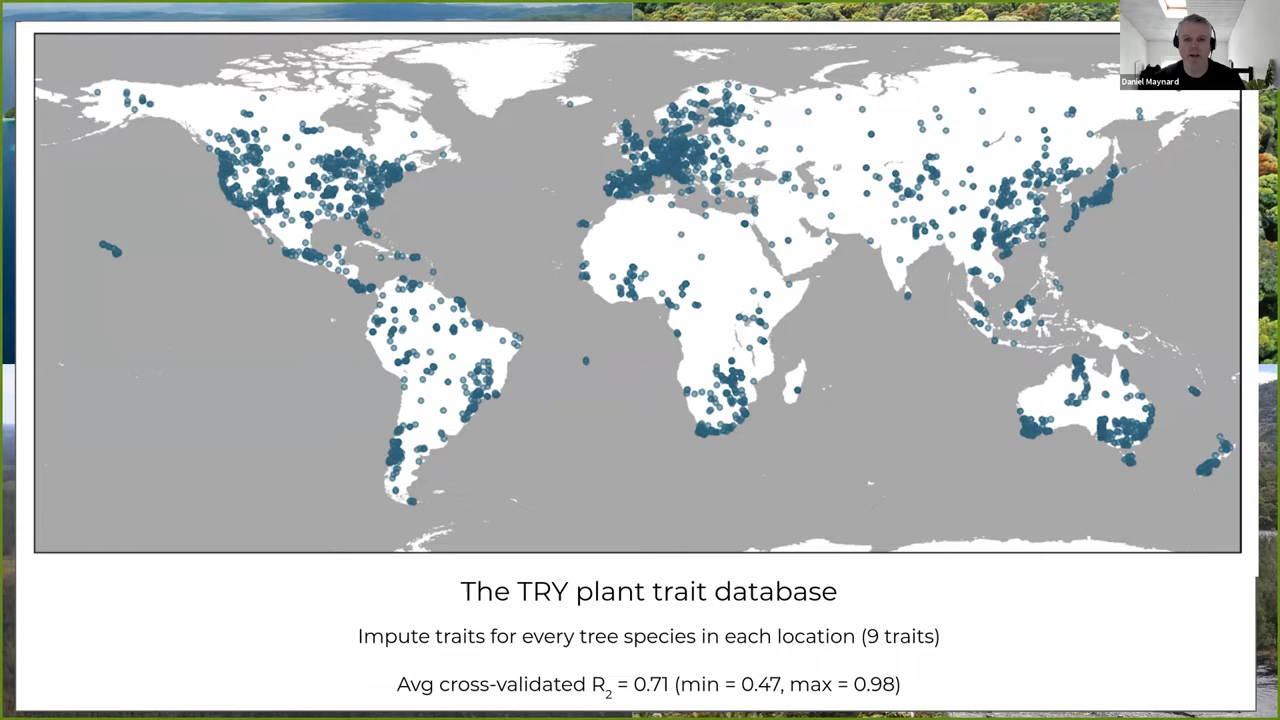 Daniel Maynard
The TRY plant trait database
Impute traits for every tree species in each location (9 traits)
Avg cross-validated R₂ = 0.71 (min = 0.47, max = 0.98)